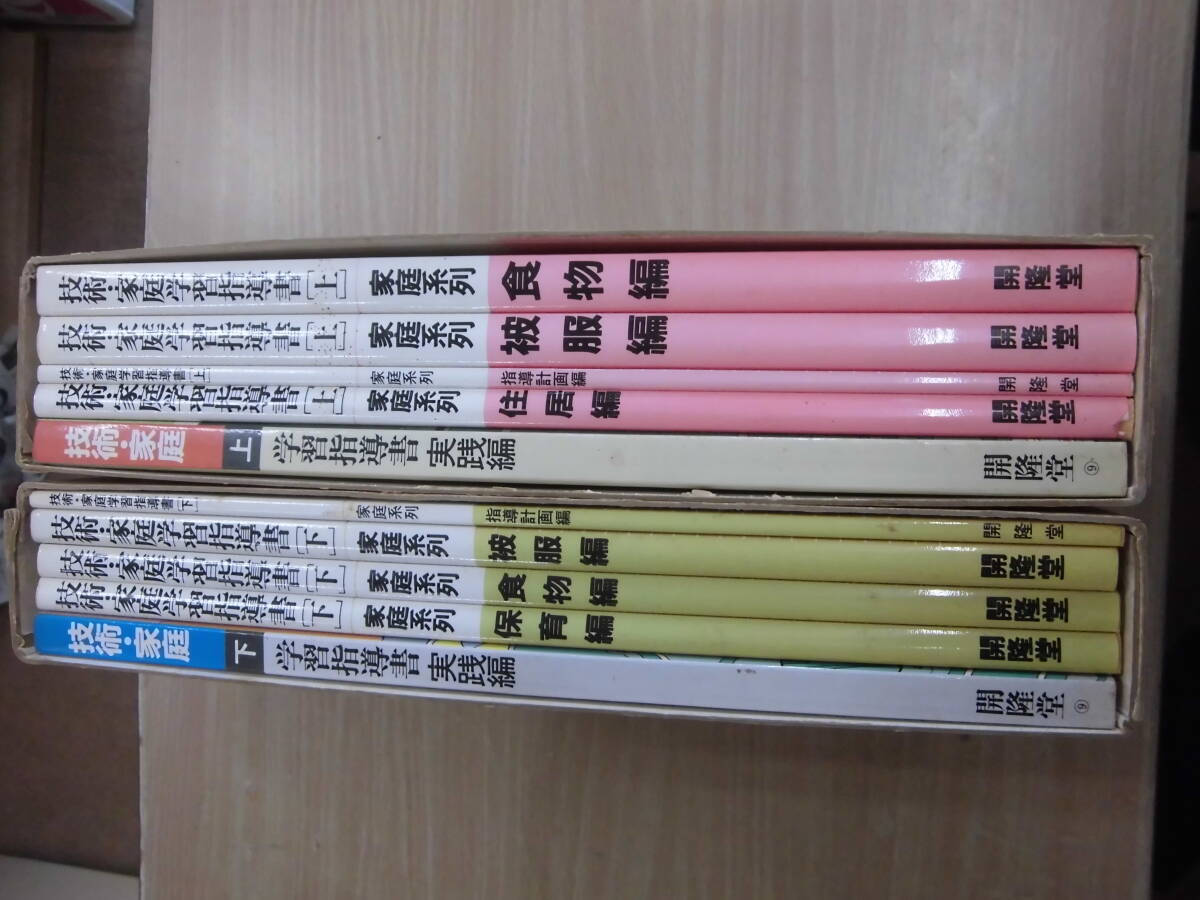 技術・家庭学習指導書[上] 家庭系列 食物編 開隆堂
技術・家庭学習指導書[上] 家庭系列 被服編 開隆堂
技術・家庭学習指導書[上] 家庭系列 指導計画編 開隆堂
技術・家庭学習指導書[上] 家庭系列 住居編 開隆堂
技術・家庭 上 学習指導書 実践編 開隆堂 ⑨
技術・家庭学習指導書[下] 家庭系列 指導計画編 開隆堂
技術・家庭学習指導書[下] 家庭系列 被服編 開隆堂
技術・家庭学習指導書[下] 家庭系列 食物編 開隆堂
技術・家庭学習指導書[下] 家庭系列 保育編 開隆堂
技術・家庭 下 学習指導書 実践編 開隆堂 ⑨